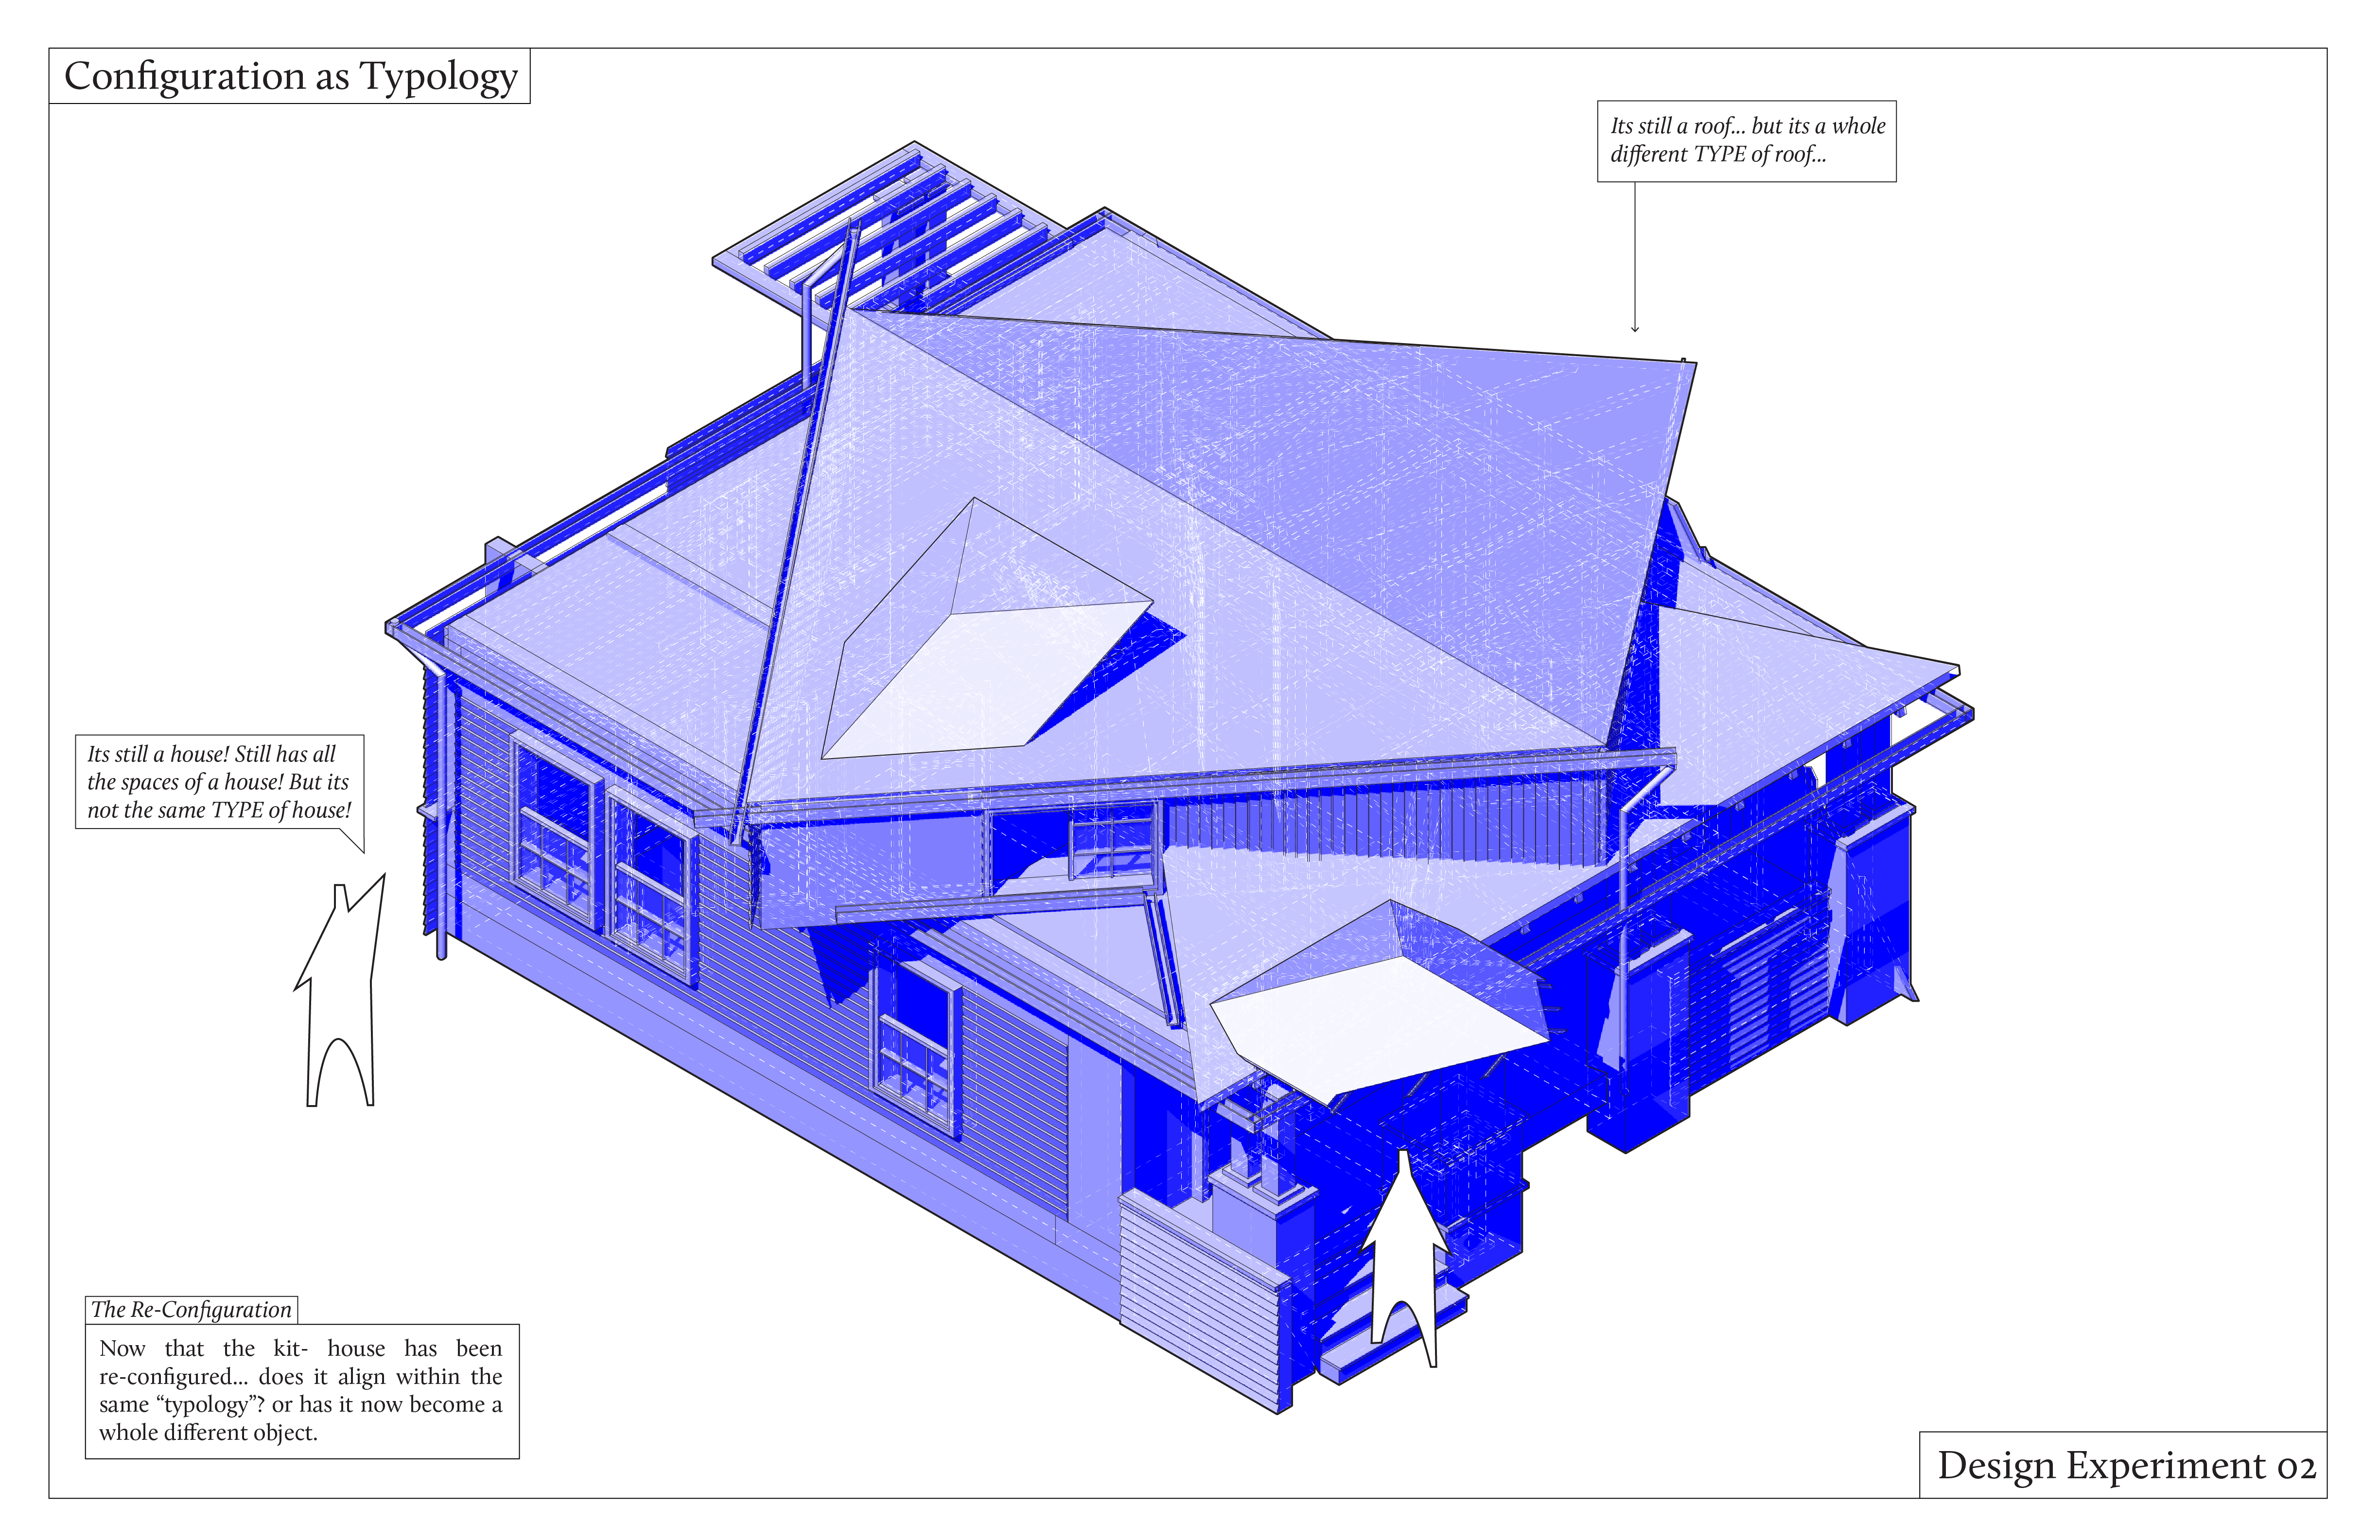 Configuration as Typology
Its still a roof... but its a whole
different TYPE of roof...
Its still a house! Still has all
the spaces of a house! But its
not the same TYPE of house!
The Re-Configuration
Now that the kit- house has been
re-configured... does it align within the
same “typology”? or has it now become a
whole different object.
Design Experiment 02